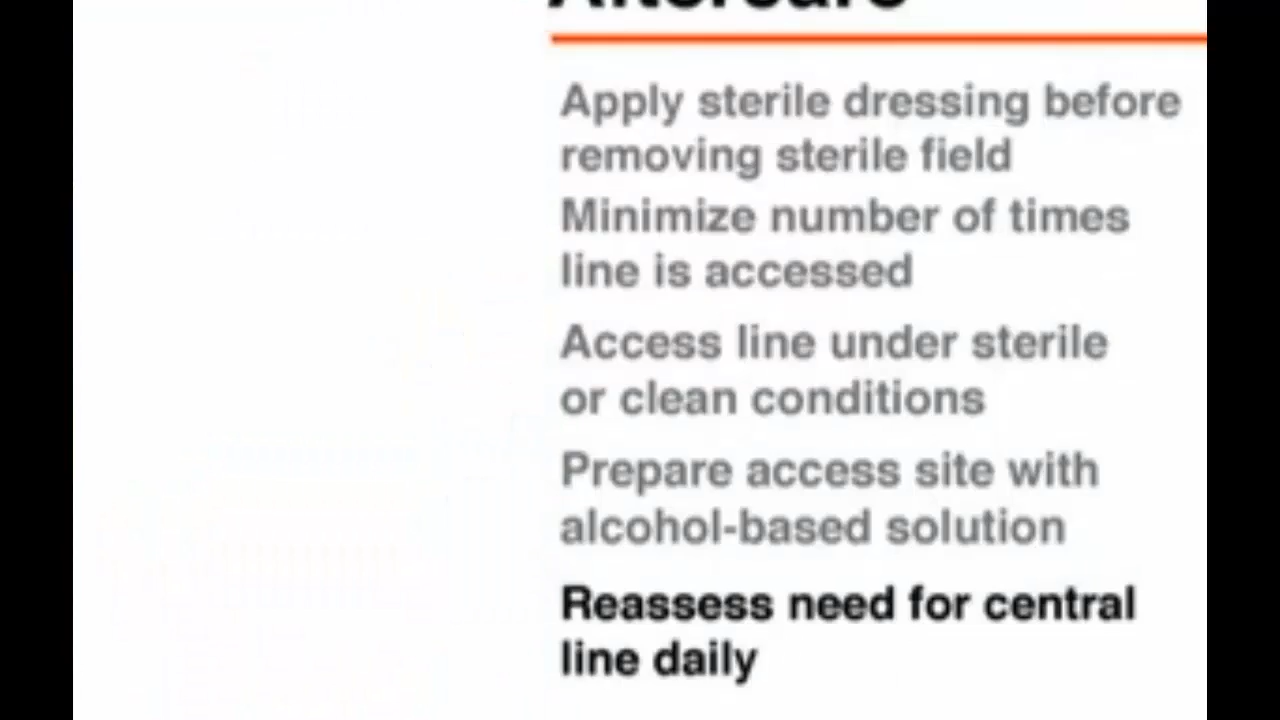 Aftercare
Apply sterile dressing before
removing sterile field
Minimize number of times
line is accessed
Access line under sterile
or clean conditions
Prepare access site with
alcohol-based solution
Reassess need for central
line daily